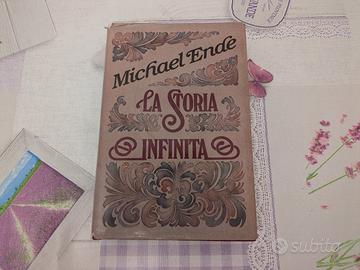 Michael Ende
LA STORIA
INFINITA
subito